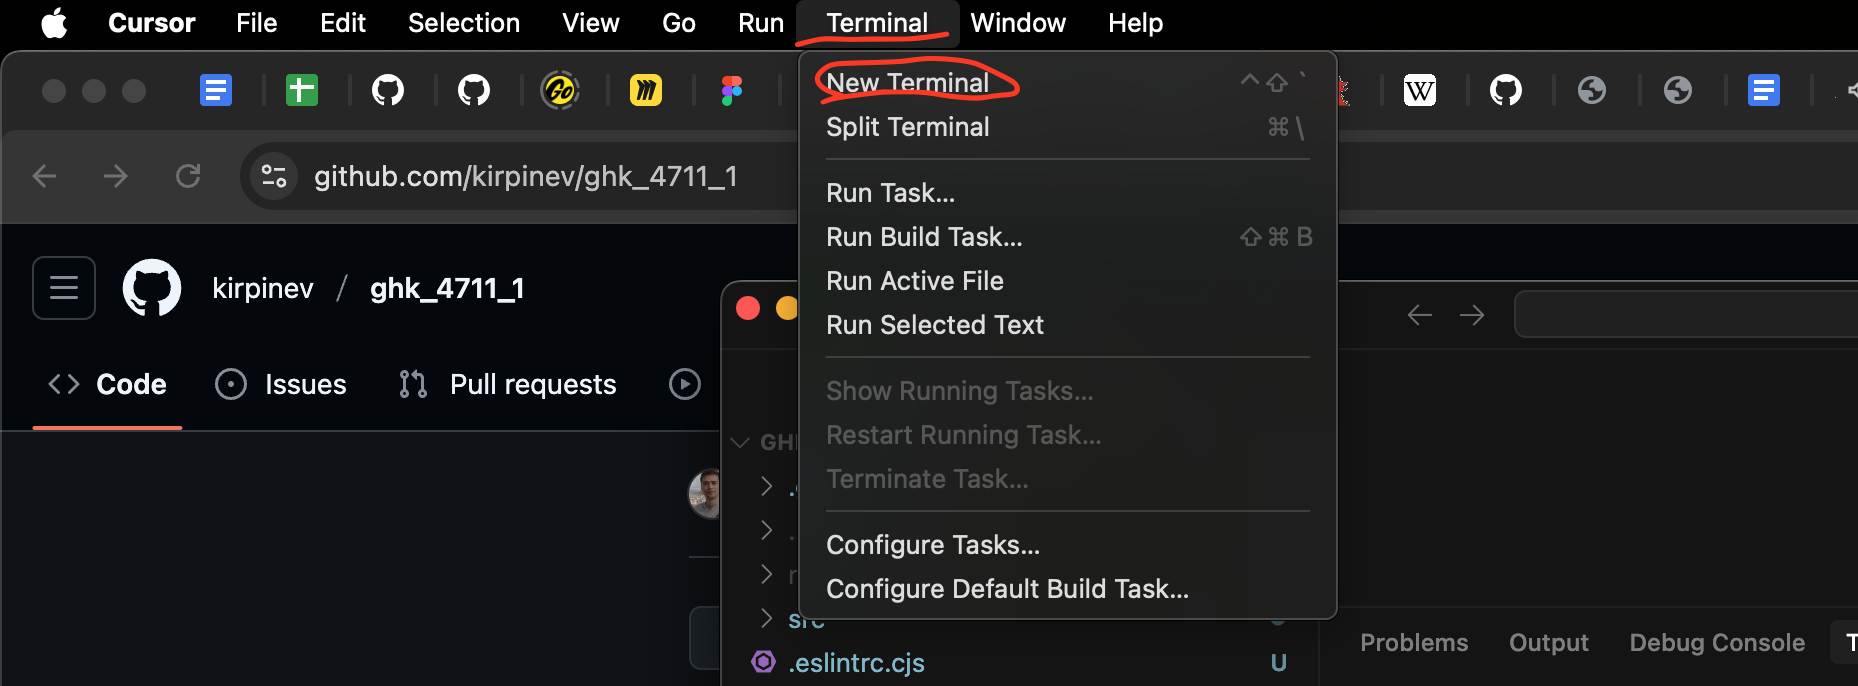 Cursor File Edit Selection View Go Run Terminal Window Help
New Terminal ^⇧`
Split Terminal ⌘\
github.com/kirpinev/ghk_4711_1
Run Task...
Run Build Task... ⇧⌘B
Run Active File
Run Selected Text
kirpinev / ghk_4711_1
Code Issues Pull requests
Show Running Tasks...
Restart Running Task...
Terminate Task...
Configure Tasks...
Configure Default Build Task...
src
.eslintrc.cjs U
Problems Output Debug Console